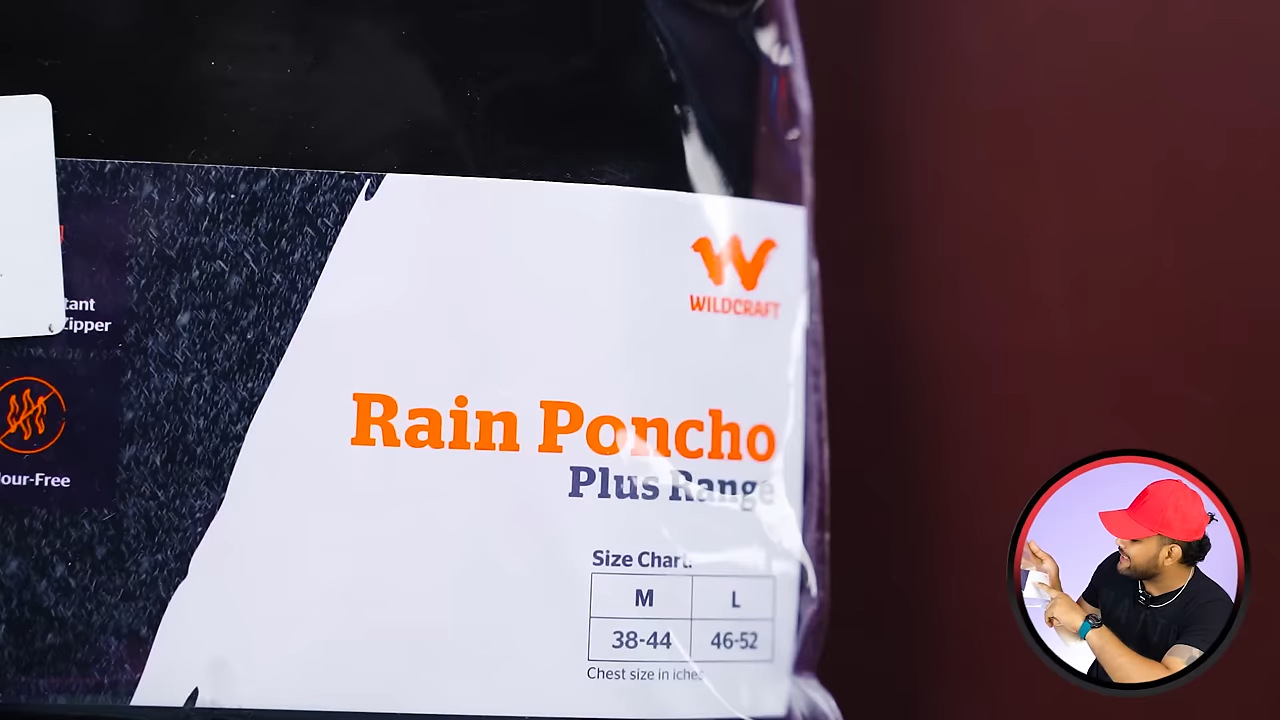 WILDCRAFT
Rain Poncho
Plus Range
Size Chart.
M L
38-44 46-52
Chest size in iches
tant
Zipper
our-Free